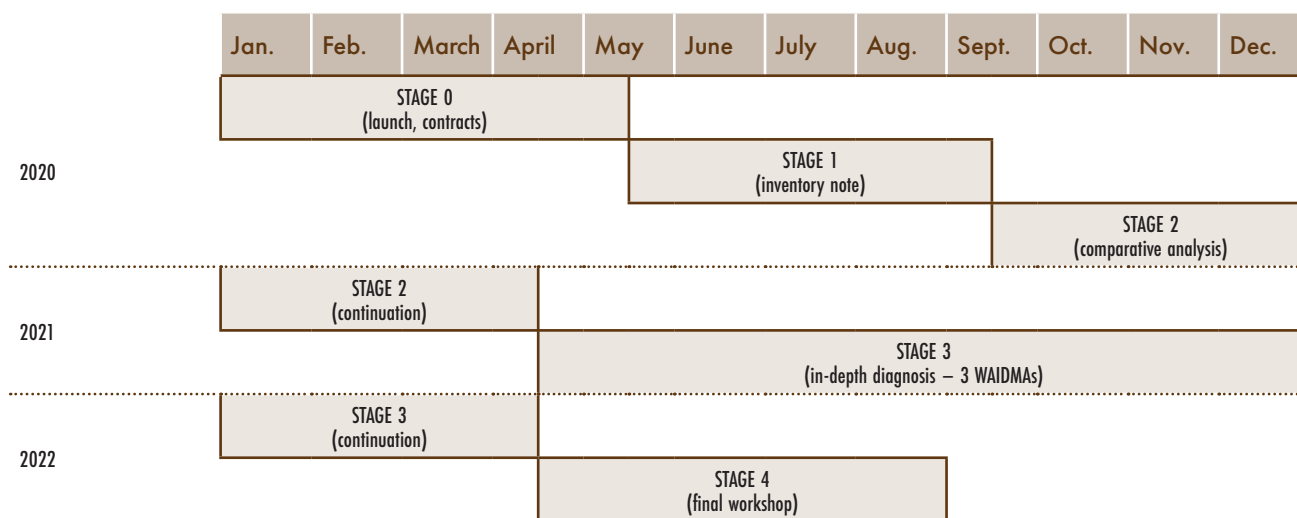 Jan. Feb. March April May June July Aug. Sept. Oct. Nov. Dec.
STAGE 0
(launch, contracts)
2020
STAGE 1
(inventory note)
STAGE 2
(comparative analysis)
STAGE 2
(continuation)
2021
STAGE 3
(in-depth diagnosis – 3 WAIDMAs)
STAGE 3
(continuation)
2022
STAGE 4
(final workshop)